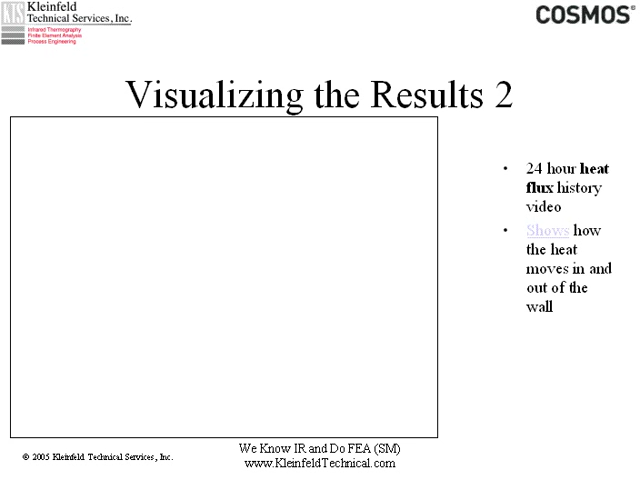 KTS
Kleinfeld
Technical Services, Inc.
Infrared Thermography
Finite Element Analysis
Process Engineering
COSMOS®
Visualizing the Results 2
• 24 hour heat
flux history
video
• Shows how
the heat
moves in and
out of the
wall
© 2005 Kleinfeld Technical Services, Inc.
We Know IR and Do FEA (SM)
www.KleinfeldTechnical.com